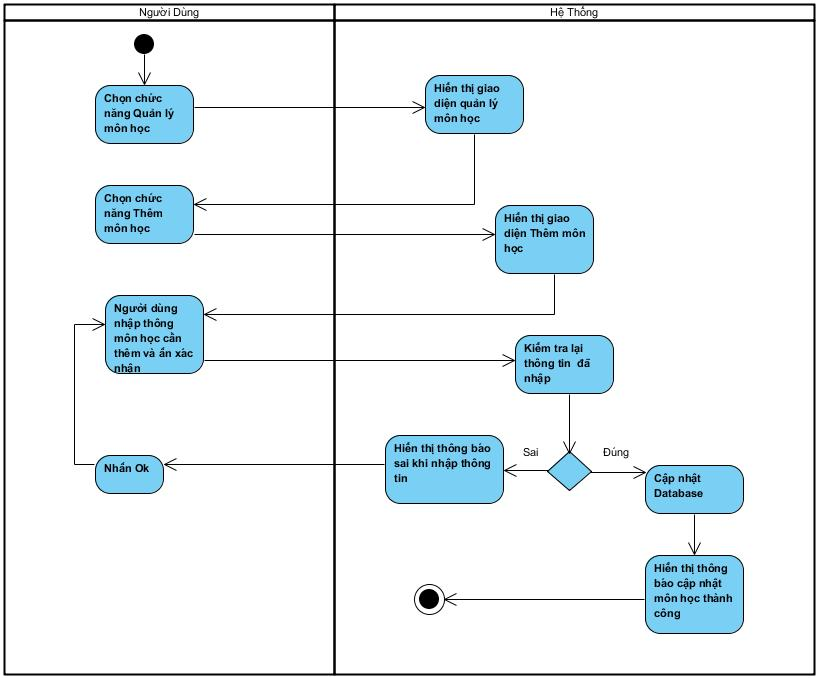 Người Dùng
Hệ Thống
Chọn chức
năng Quản lý
môn học
Hiển thị giao
diện quản lý
môn học
Chọn chức
năng Thêm
môn học
Hiển thị giao
diện Thêm môn
học
Người dùng
nhập thông
môn học cần
thêm và ấn xác
nhận
Kiểm tra lại
thông tin đã
nhập
Sai
Đúng
Hiển thị thông báo
sai khi nhập thông
tin
Nhấn Ok
Cập nhật
Database
Hiển thị thông
báo cập nhật
môn học thành
công